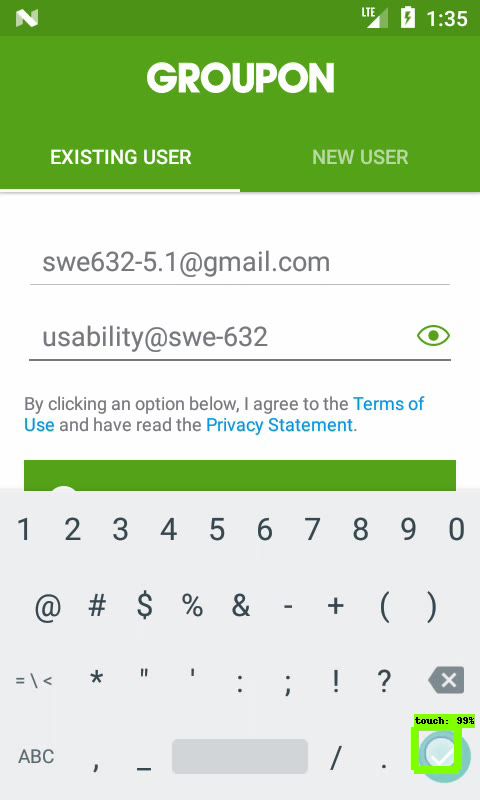 LTE 1:35
GROUPON
EXISTING USER NEW USER
swe632-5.1@gmail.com
usability@swe-632
By clicking an option below, I agree to the Terms of
Use and have read the Privacy Statement.
1 2 3 4 5 6 7 8 9 0
@ # $ % & - + ( )
= \ < * " ' : ; ! ?
touch: 99%
ABC , _ / .